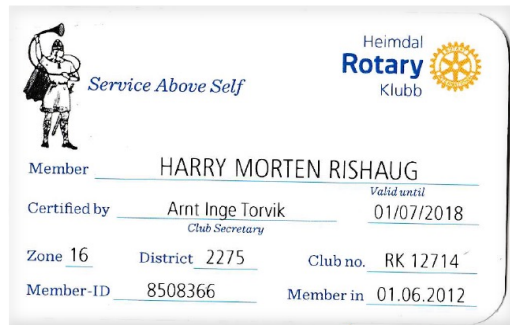 Heimdal
Rotary
Klubb
Service Above Self
Member HARRY MORTEN RISHAUG
Valid until
Certified by Arnt Inge Torvik 01/07/2018
Club Secretary
Zone 16 District 2275 Club no. RK 12714
Member-ID 8508366 Member in 01.06.2012